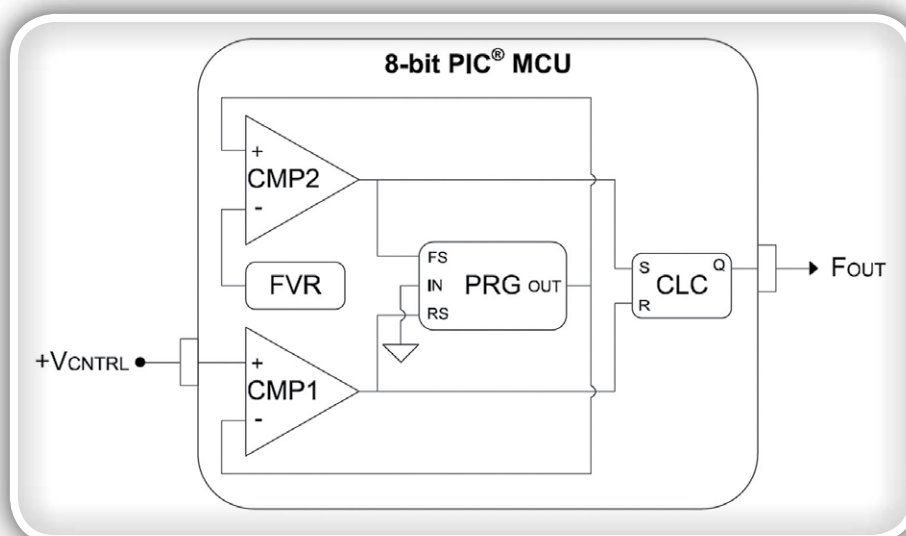 8-bit PIC® MCU
+
CMP2
-
FS
IN
RS
PRG OUT
S
R
Q
CLC
FOUT
FVR
+VCNTRL
+
CMP1
-